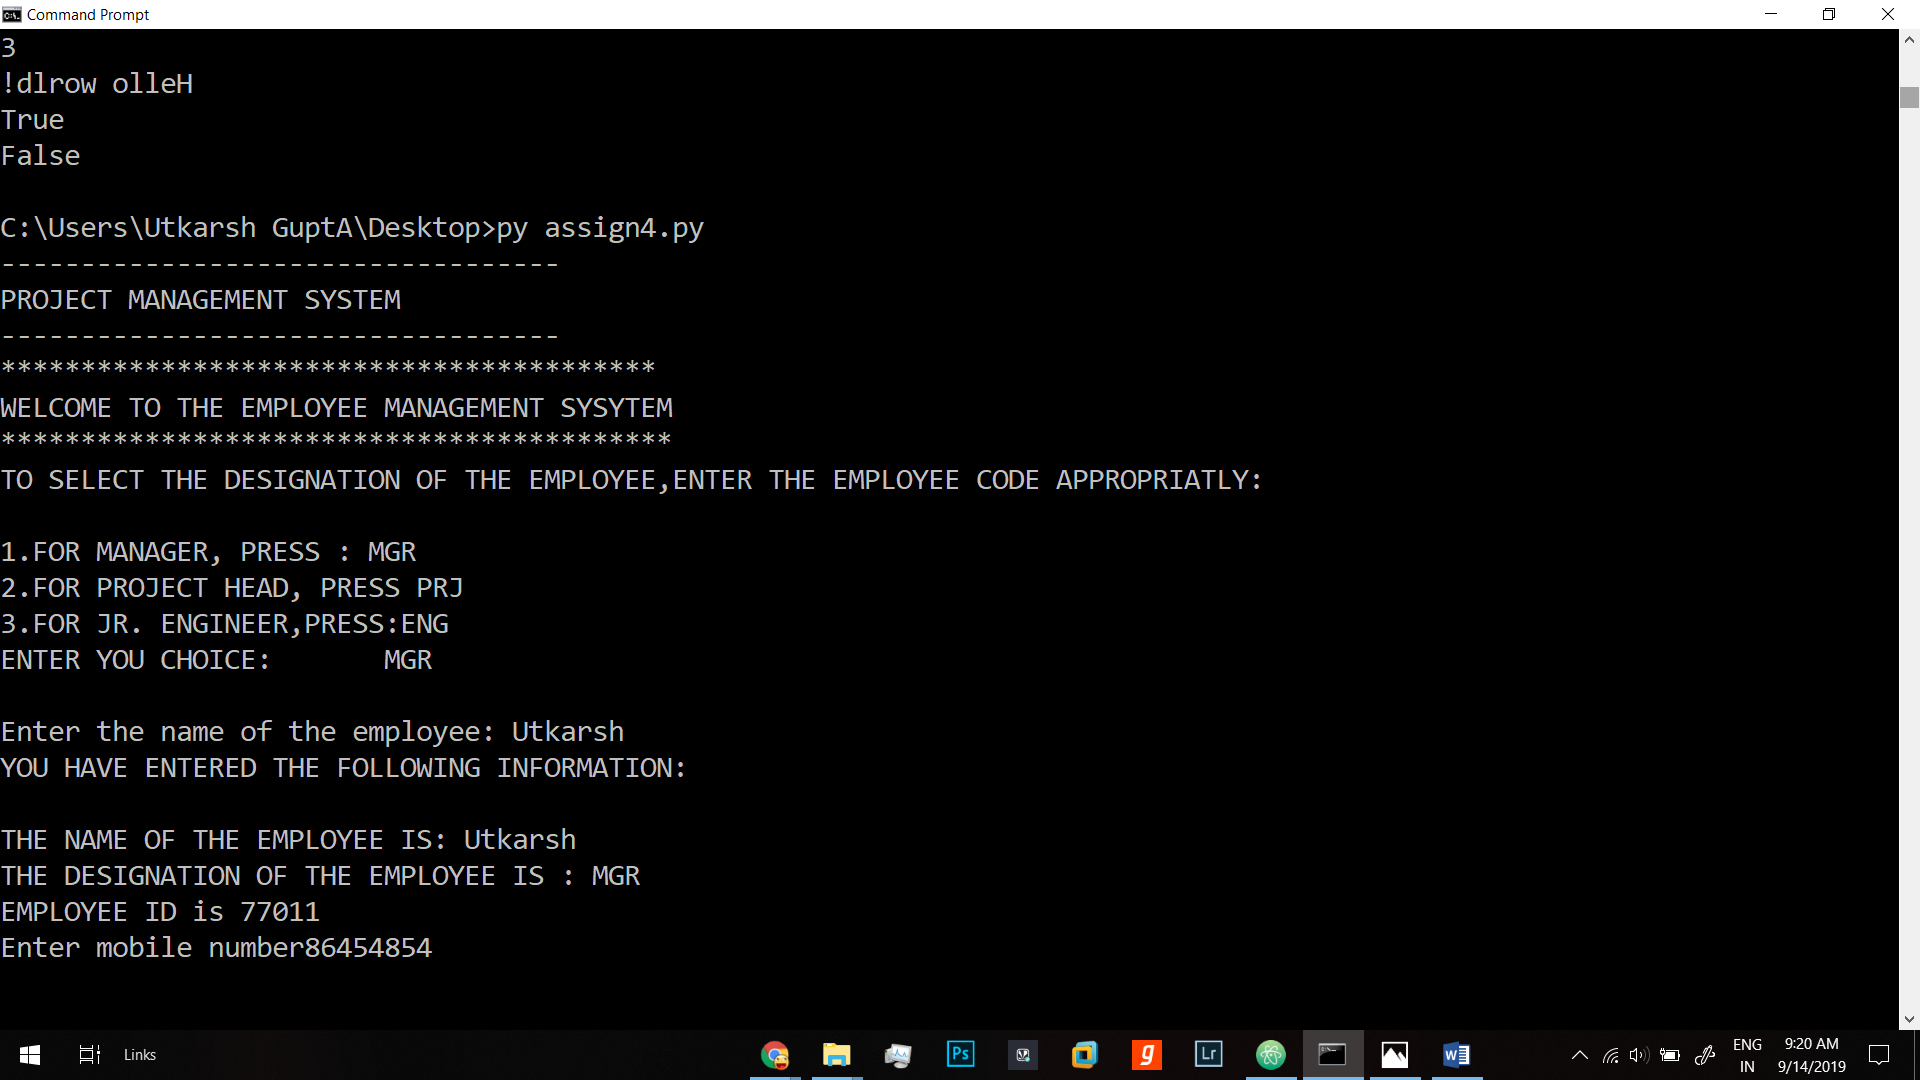 Command Prompt
3
!dlrow olleH
True
False
C:\Users\Utkarsh GuptA\Desktop>py assign4.py
-----------------------------------
PROJECT MANAGEMENT SYSTEM
-----------------------------------
*****************************************
WELCOME TO THE EMPLOYEE MANAGEMENT SYSYTEM
******************************************
TO SELECT THE DESIGNATION OF THE EMPLOYEE,ENTER THE EMPLOYEE CODE APPROPRIATLY:
1.FOR MANAGER, PRESS : MGR
2.FOR PROJECT HEAD, PRESS PRJ
3.FOR JR. ENGINEER,PRESS:ENG
ENTER YOU CHOICE:       MGR
Enter the name of the employee: Utkarsh
YOU HAVE ENTERED THE FOLLOWING INFORMATION:
THE NAME OF THE EMPLOYEE IS: Utkarsh
THE DESIGNATION OF THE EMPLOYEE IS : MGR
EMPLOYEE ID is 77011
Enter mobile number86454854
Links
Ps
g
Lr
W
ENG
IN
9:20 AM
9/14/2019